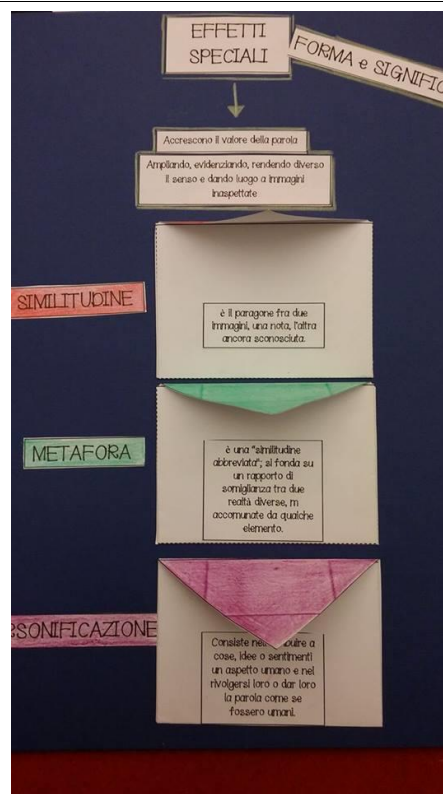 EFFETTI
SPECIALI
FORMA e SIGNIFIC
Accrescono il valore della parola
Ampliando, evidenziando, rendendo diverso
il senso e dando luogo a immagini
inaspettate
SIMILITUDINE
è il paragone fra due
immagini, una nota, l'altra
ancora sconosciuta.
METAFORA
è una "similitudine
abbreviata"; si fonda su
un rapporto di
somiglianza tra due
realtà diverse, m
accomunate da qualche
elemento.
SSONIFICAZIONE
Consiste nell buire a
cose, idee o sentimenti
un aspetto umano e nel
rivolgersi loro o dar loro
la parola come se
fossero umani.